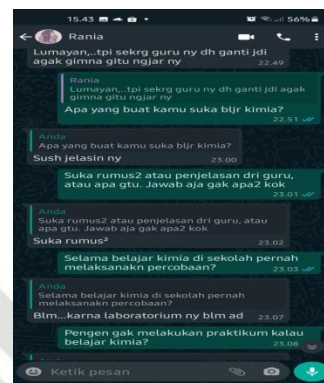 15.43
56%
Rania
Lumayan,..tpi sekrg guru ny dh ganti jdi
agak gimna gitu ngjar ny
22.49
Rania
Lumayan,..tpi sekrg guru ny dh ganti jdi
agak gimna gitu ngjar ny
Apa yang buat kamu suka bljr kimia?
22.51
Anda
Apa yang buat kamu suka bljr kimia?
Sush jelasin ny
23.00
Suka rumus2 atau penjelasan dri guru,
atau apa gtu. Jawab aja gak apa2 kok
23.01
Anda
Suka rumus2 atau penjelasan dri guru, atau
apa gtu. Jawab aja gak apa2 kok
Suka rumus²
23.02
Selama belajar kimia di sekolah pernah
melaksanakn percobaan?
23.03
Anda
Selama belajar kimia di sekolah pernah
melaksanakn percobaan?
Blm...karna laboratorium ny blm ad
23.07
Pengen gak melakukan praktikum kalau
belajar kimia?
23.08
Ketik pesan